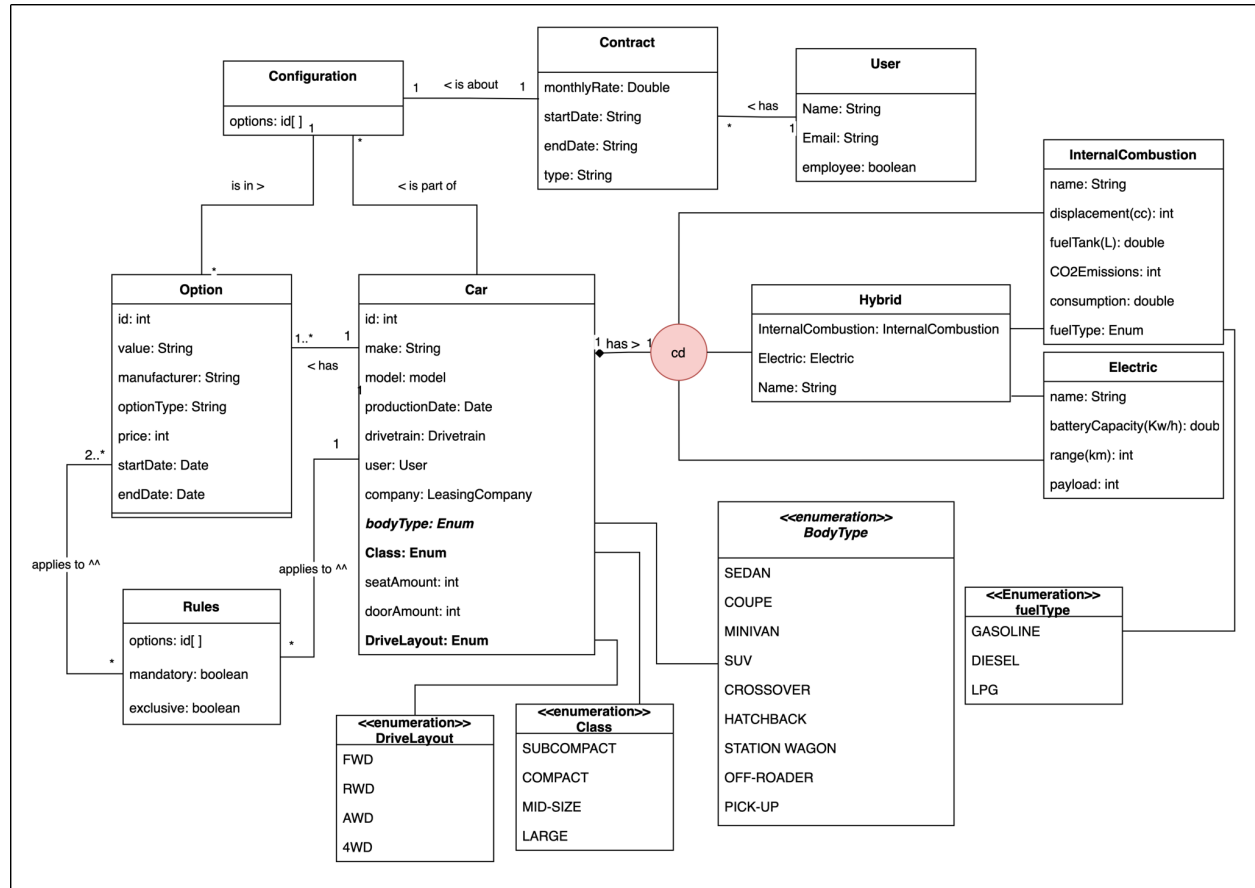 Contract
monthlyRate: Double
startDate: String
endDate: String
type: String
Configuration
options: id[ ]
1
< is about
1
User
Name: String
Email: String
employee: boolean
< has
*
1
1
*
is in >
< is part of
*
Option
id: int
value: String
manufacturer: String
optionType: String
price: int
startDate: Date
endDate: Date
1..*
1
< has
Car
id: int
make: String
model: model
1
productionDate: Date
drivetrain: Drivetrain
user: User
company: LeasingCompany
bodyType: Enum
Class: Enum
seatAmount: int
doorAmount: int
DriveLayout: Enum
1
has >
1
cd
Hybrid
InternalCombustion: InternalCombustion
Electric: Electric
Name: String
InternalCombustion
name: String
displacement(cc): int
fuelTank(L): double
CO2Emissions: int
consumption: double
fuelType: Enum
Electric
name: String
batteryCapacity(Kw/h): doub
range(km): int
payload: int
2..*
applies to ^^
*
1
applies to ^^
*
Rules
options: id[ ]
mandatory: boolean
exclusive: boolean
<<enumeration>>
DriveLayout
FWD
RWD
AWD
4WD
<<enumeration>>
Class
SUBCOMPACT
COMPACT
MID-SIZE
LARGE
<<enumeration>>
BodyType
SEDAN
COUPE
MINIVAN
SUV
CROSSOVER
HATCHBACK
STATION WAGON
OFF-ROADER
PICK-UP
<<Enumeration>>
fuelType
GASOLINE
DIESEL
LPG